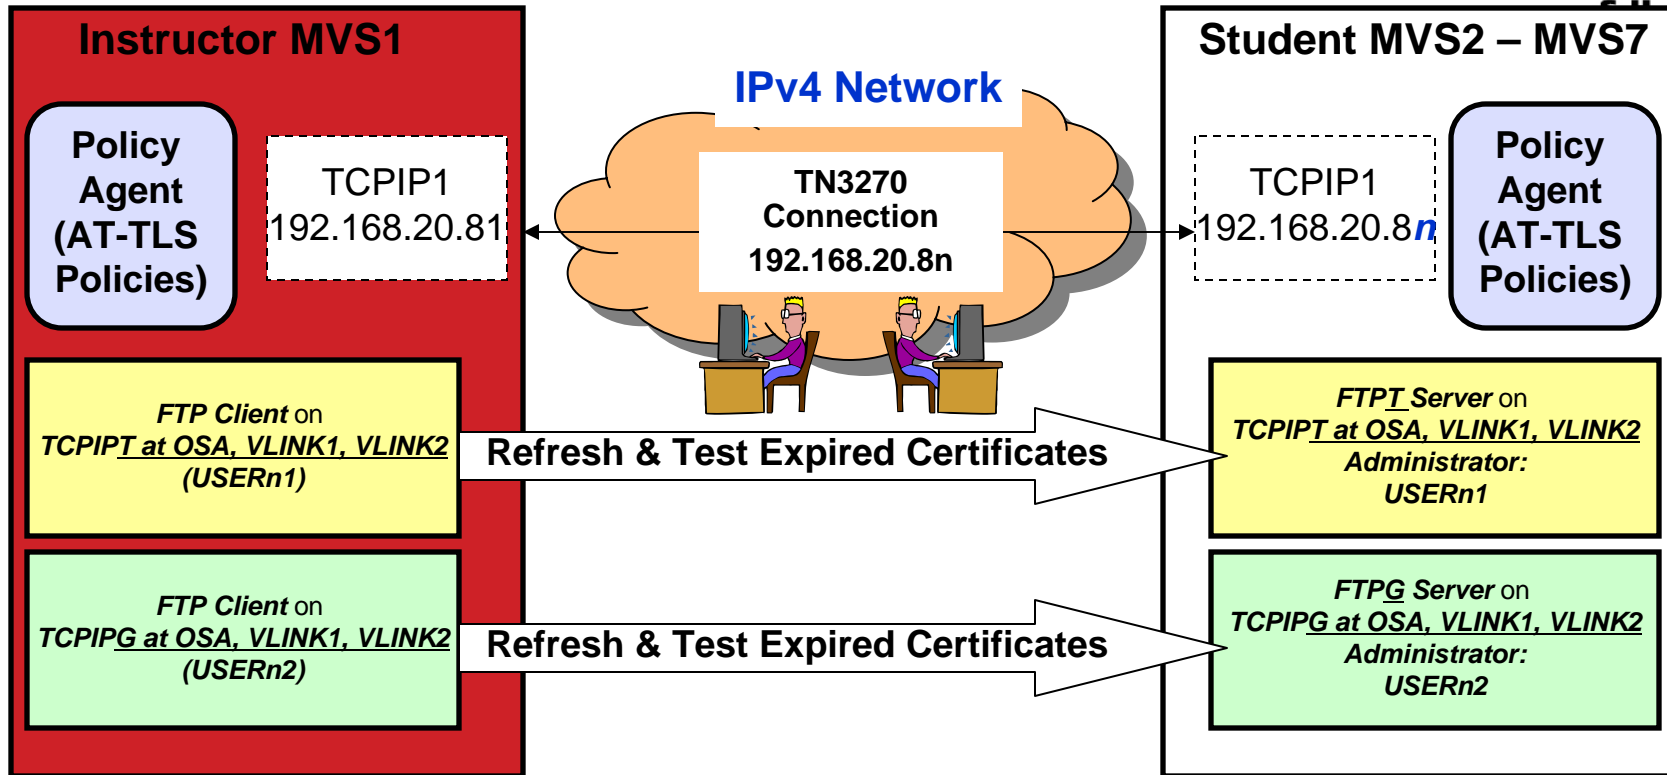 Instructor MVS1
Policy
Agent
(AT-TLS
Policies)
TCPIP1
192.168.20.81
FTP Client on
TCPIPT at OSA, VLINK1, VLINK2
(USERn1)
FTP Client on
TCPIPG at OSA, VLINK1, VLINK2
(USERn2)
IPv4 Network
TN3270
Connection
192.168.20.8n
Refresh & Test Expired Certificates
Refresh & Test Expired Certificates
Student MVS2 – MVS7
TCPIP1
192.168.20.8n
Policy
Agent
(AT-TLS
Policies)
FTPT Server on
TCPIPT at OSA, VLINK1, VLINK2
Administrator:
USERn1
FTPG Server on
TCPIPG at OSA, VLINK1, VLINK2
Administrator:
USERn2